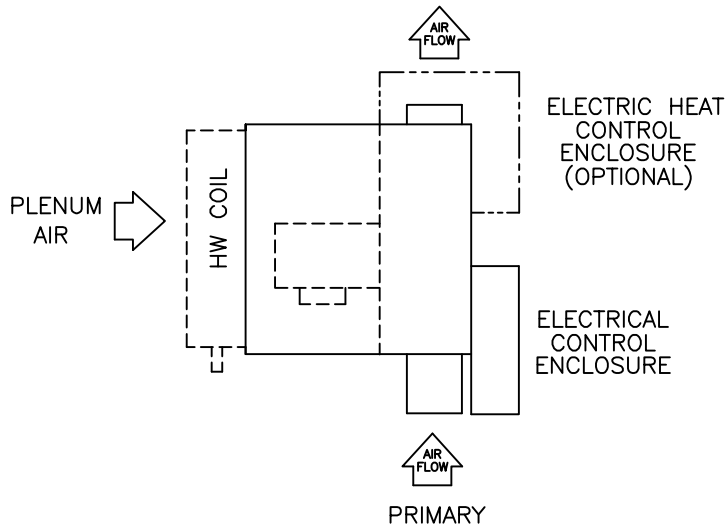 AIR
FLOW
ELECTRIC HEAT
CONTROL
ENCLOSURE
(OPTIONAL)
PLENUM
AIR
HW COIL
ELECTRICAL
CONTROL
ENCLOSURE
AIR
FLOW
PRIMARY